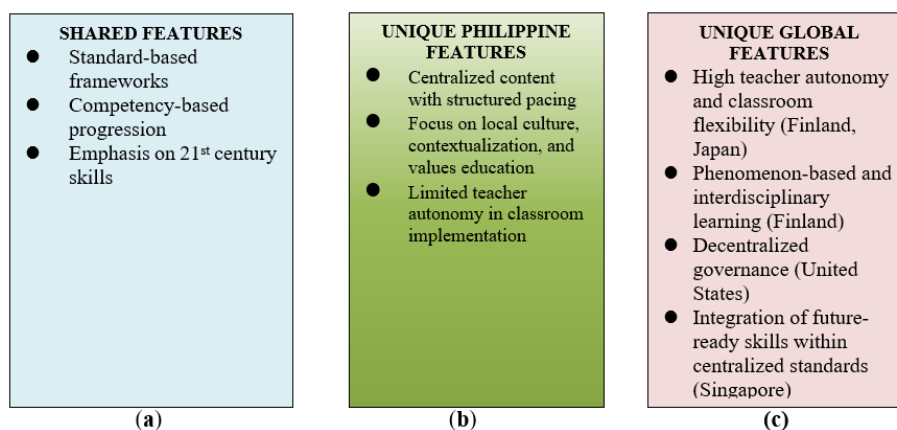 SHARED FEATURES
● Standard-based
frameworks
● Competency-based
progression
● Emphasis on 21st century
skills
(a)
UNIQUE PHILIPPINE
FEATURES
● Centralized content
with structured pacing
● Focus on local culture,
contextualization, and
values education
● Limited teacher
autonomy in classroom
implementation
(b)
UNIQUE GLOBAL
FEATURES
● High teacher autonomy
and classroom
flexibility (Finland,
Japan)
● Phenomenon-based and
interdisciplinary
learning (Finland)
● Decentralized
governance (United
States)
● Integration of future-
ready skills within
centralized standards
(Singapore)
(c)